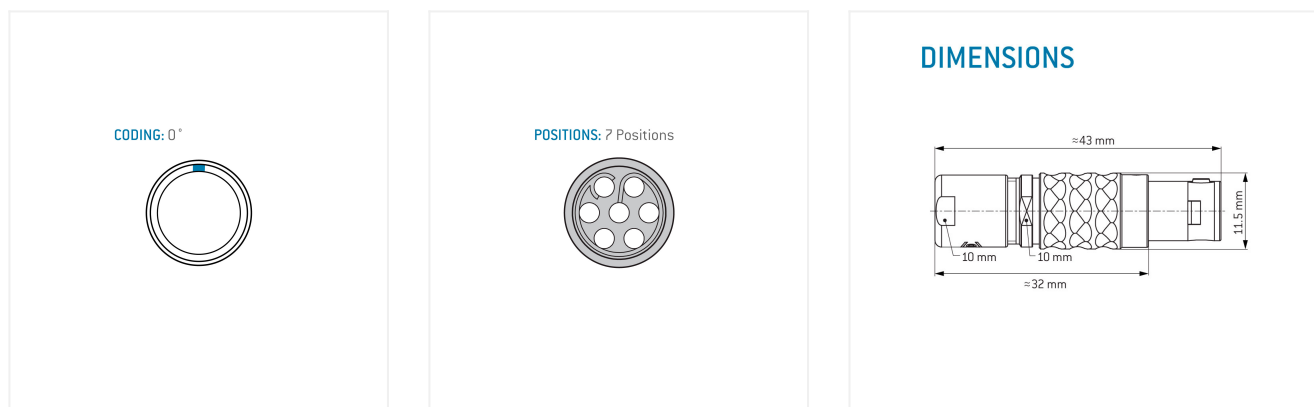 CODING: 0°
POSITIONS: 7 Positions
DIMENSIONS
≈43 mm
11.5 mm
10 mm
10 mm
≈32 mm